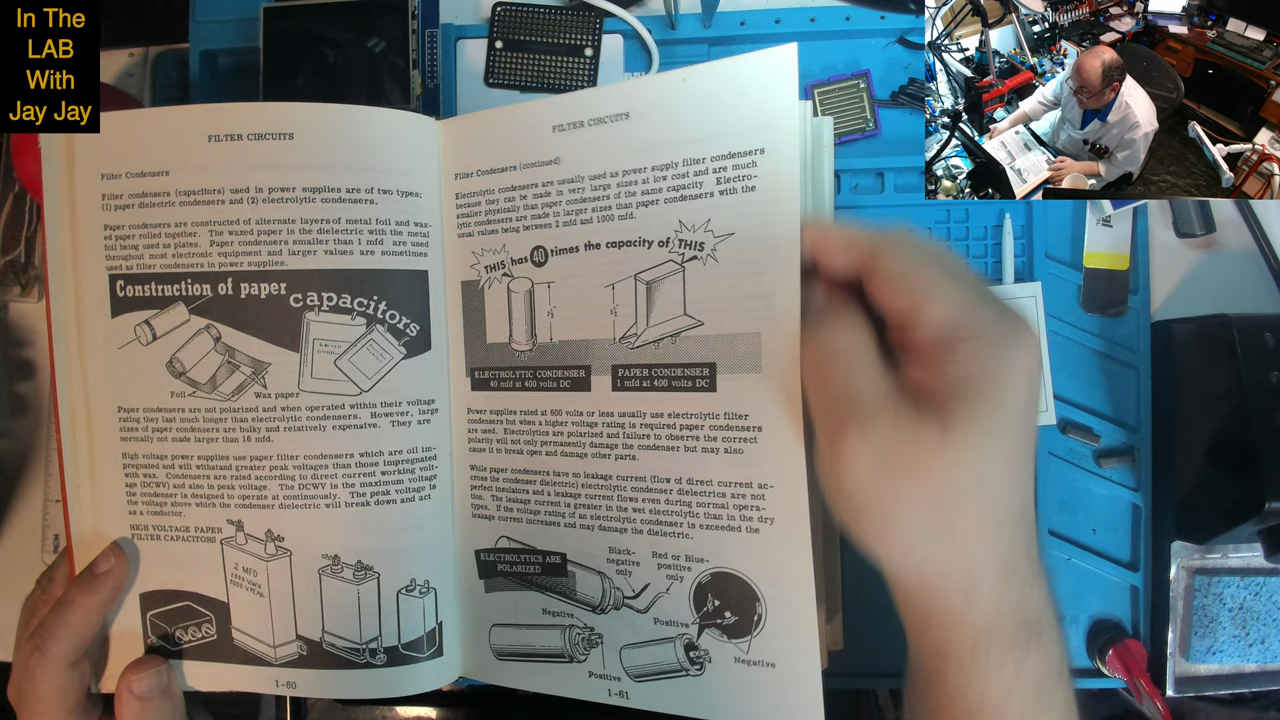 In The
LAB
With
Jay Jay
FILTER CIRCUITS
Filter Condensers
Filter condensers (capacitors) used in power supplies are of two types:
(1) paper dielectric condensers and (2) electrolytic condensers.
Paper condensers are constructed of alternate layers of metal foil and wax-
ed paper rolled together. The waxed paper is the dielectric with the metal
foil being used as plates. Paper condensers smaller than 1 mfd are used
throughout most electronic equipment and larger values are sometimes
used as filter condensers in power supplies.
Construction of paper capacitors
Foil
Wax paper
Paper condensers are not polarized and when operated within their voltage
rating they last much longer than electrolytic condensers. However, large
sizes of paper condensers are bulky and relatively expensive. They are
normally not made larger than 16 mfd.
High voltage power supplies use paper filter condensers which are oil im-
pregnated and will withstand greater peak voltages than those impregnated
with wax. Condensers are rated according to direct current working volt-
age (DCWV) and also in peak voltage. The DCWV is the maximum voltage
the condenser is designed to operate at continuously. The peak voltage is
the voltage above which the condenser dielectric will break down and act
as a conductor.
HIGH VOLTAGE PAPER
FILTER CAPACITORS
2 MFD
PEAK
1-60
FILTER CIRCUITS
Filter Condensers (continued)
Electrolytic condensers are usually used as power supply filter condensers
because they can be made in very large sizes at low cost and are much
smaller physically than paper condensers of the same capacity Electro-
lytic condensers are made in larger sizes than paper condensers with the
usual values being between 2 mfd and 1000 mfd.
THIS has 40 times the capacity of THIS
ELECTROLYTIC CONDENSER
40 mfd at 400 volts DC
PAPER CONDENSER
1 mfd at 400 volts DC
Power supplies rated at 600 volts or less usually use electrolytic filter
condensers but when a higher voltage rating is required paper condensers
are used. Electrolytics are polarized and failure to observe the correct
polarity will not only permanently damage the condenser but may also
cause it to break open and damage other parts.
While paper condensers have no leakage current (flow of direct current ac-
cross the condenser dielectric) electrolytic condenser dielectrics are not
perfect insulators and a leakage current flows even during normal opera-
tion. The leakage current is greater in the wet electrolytic than in the dry
types. If the voltage rating of an electrolytic condenser is exceeded the
leakage current increases and may damage the dielectric.
ELECTROLYTICS ARE
POLARIZED
Black-
negative
only
Red or Blue-
positive
only
Negative
Positive
Positive
Negative
1-61